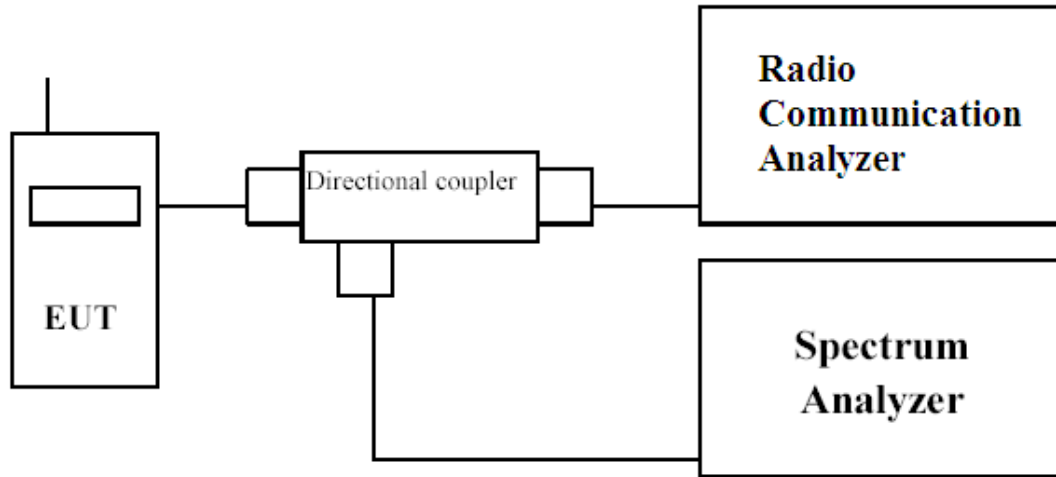 Radio
Communication
Analyzer
Directional coupler
EUT
Spectrum
Analyzer